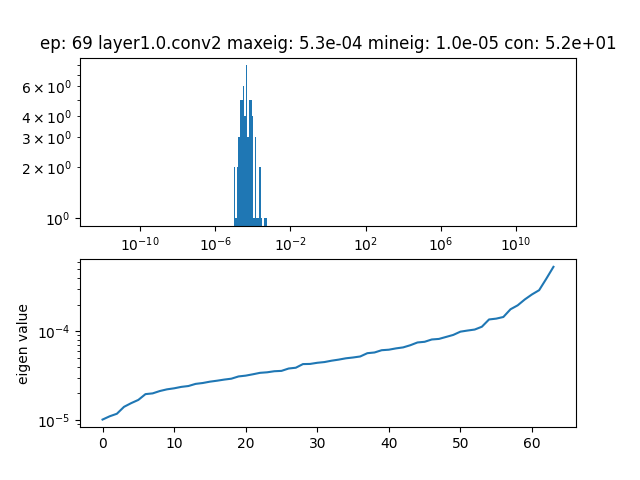 ep: 69 layer1.0.conv2 maxeig: 5.3e-04 mineig: 1.0e-05 con: 5.2e+01
6 × 10⁰
4 × 10⁰
3 × 10⁰
2 × 10⁰
10⁰
10⁻¹⁰ 10⁻⁶ 10⁻² 10² 10⁶ 10¹⁰
eigen value
10⁻⁴
10⁻⁵
0 10 20 30 40 50 60